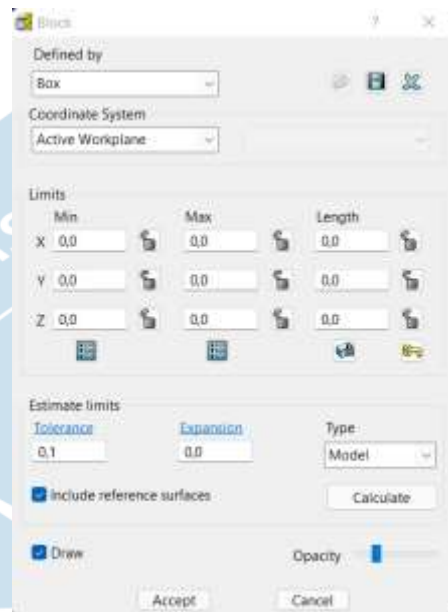 Block ?
Defined by
Box
Coordinate System
Active Workplane
Limits
Min Max Length
X 0,0 0,0 0,0
Y 0,0 0,0 0,0
Z 0,0 0,0 0,0
Estimate limits
Tolerance Expansion Type
0,1 0,0 Model
Include reference surfaces Calculate
Draw Opacity
Accept Cancel